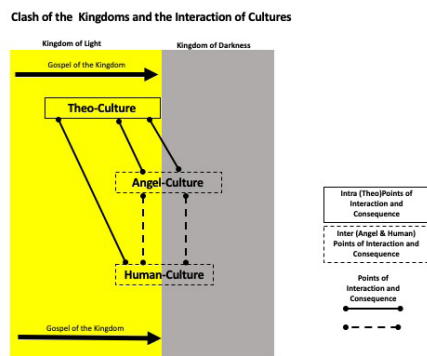 Clash of the Kingdoms and the Interaction of Cultures
Kingdom of Light
Kingdom of Darkness
Gospel of the Kingdom
Theo-Culture
Angel-Culture
Human-Culture
Gospel of the Kingdom
Intra (Theo)Points of
Interaction and
Consequence
Inter (Angel & Human)
Points of Interaction and
Consequence
Points of
Interaction and
Consequence